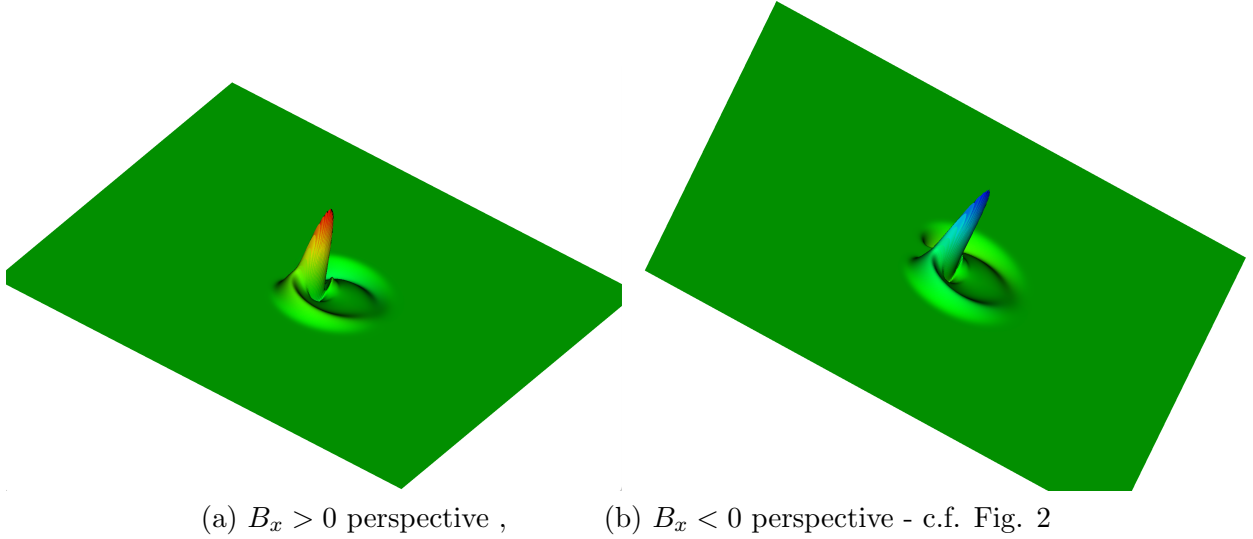 (a) $B_x > 0$ perspective ,
(b) $B_x < 0$ perspective - c.f. Fig. 2